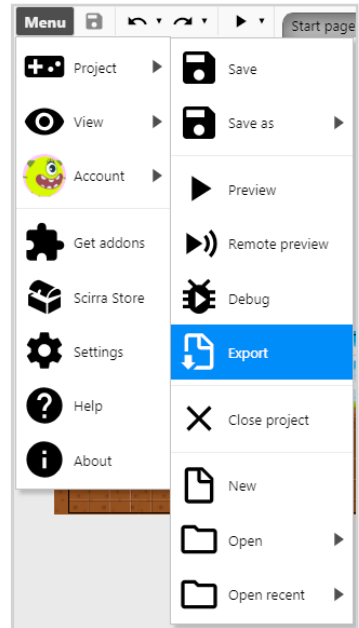 Menu
Start page
Project
View
Account
Get addons
Scirra Store
Settings
Help
About
Save
Save as
Preview
Remote preview
Debug
Export
Close project
New
Open
Open recent